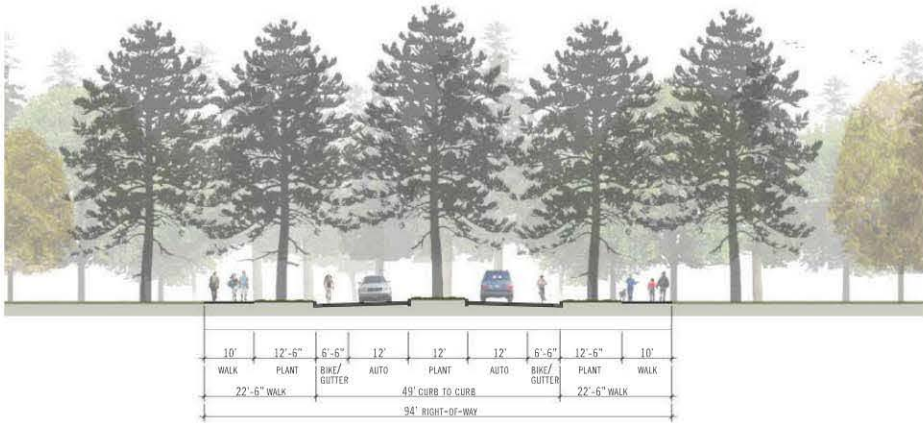 10' 12'-6" 6'-6" 12' 12' 12' 6'-6" 12'-6" 10'
WALK PLANT BIKE/ AUTO PLANT AUTO BIKE/ PLANT WALK
GUTTER GUTTER
22'-6" WALK 49' CURB TO CURB 22'-6" WALK
94' RIGHT-OF-WAY